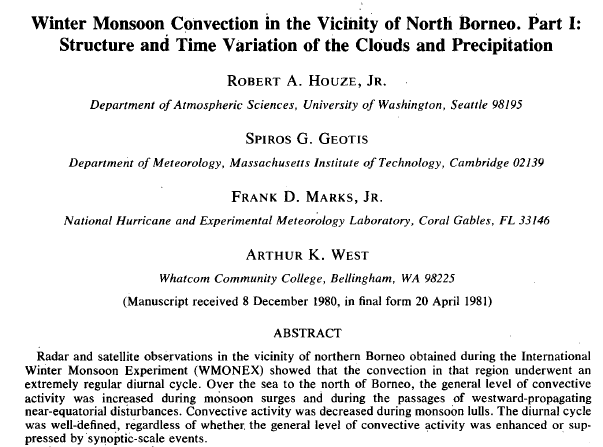 Winter Monsoon Convection in the Vicinity of North Borneo. Part I:
Structure and Time Variation of the Clouds and Precipitation
ROBERT A. HOUZE, JR.
Department of Atmospheric Sciences, University of Washington, Seattle 98195
SPIROS G. GEOTIS
Department of Meteorology, Massachusetts Institute of Technology, Cambridge 02139
FRANK D. MARKS, JR.
National Hurricane and Experimental Meteorology Laboratory, Coral Gables, FL 33146
ARTHUR K. WEST
Whatcom Community College, Bellingham, WA 98225
(Manuscript received 8 December 1980, in final form 20 April 1981)
ABSTRACT
Radar and satellite observations in the vicinity of northern Borneo obtained during the International
Winter Monsoon Experiment (WMONEX) showed that the convection in that region underwent an
extremely regular diurnal cycle. Over the sea to the north of Borneo, the general level of convective
activity was increased during monsoon surges and during the passages of westward-propagating
near-equatorial disturbances. Convective activity was decreased during monsoon lulls. The diurnal cycle
was well-defined, regardless of whether the general level of convective activity was enhanced or sup-
pressed by synoptic-scale events.